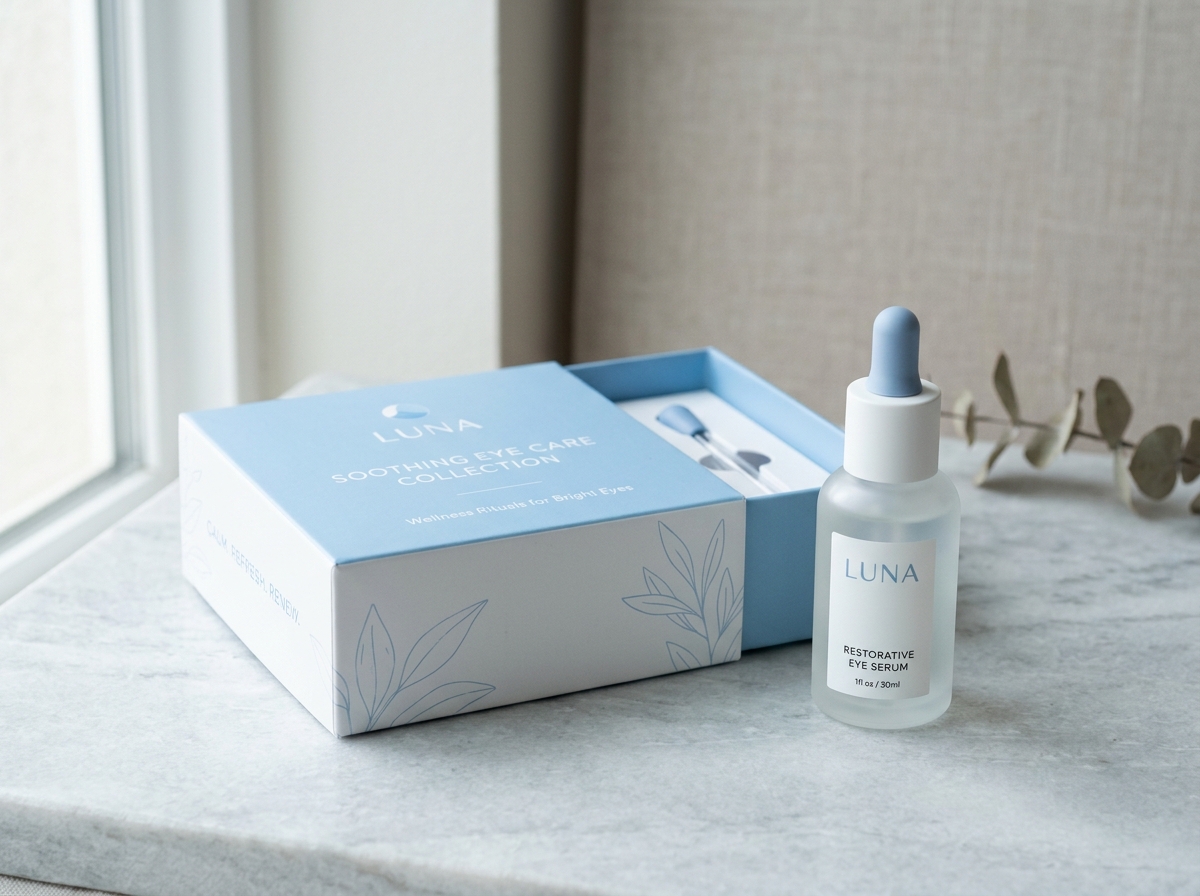 LUNA
SOOTHING EYE CARE
COLLECTION
Wellness Rituals for Bright Eyes
CALM. REFRESH. REVEW.
LUNA
RESTORATIVE
EYE SERUM
1fl oz / 30ml